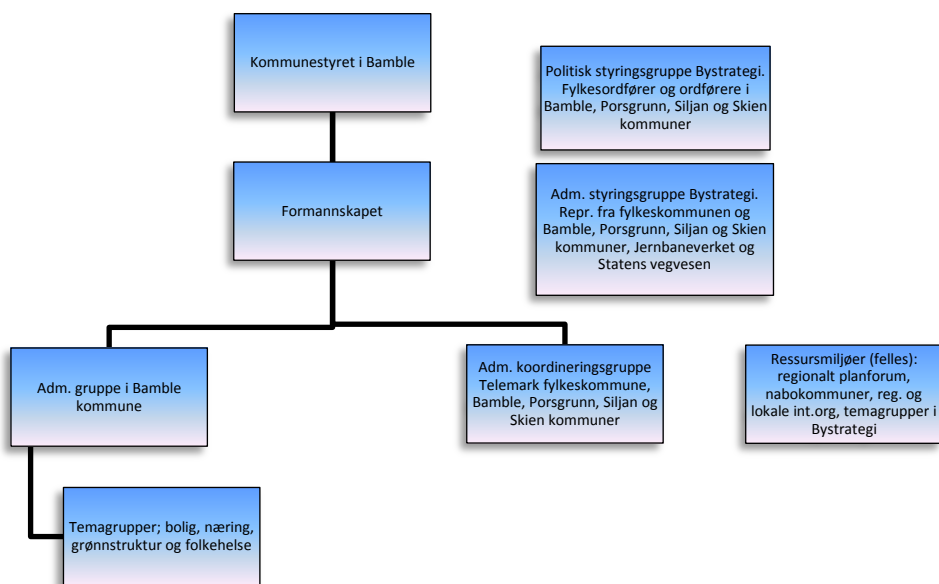 Kommunestyret i Bamble
Politisk styringsgruppe Bystrategi.
Fylkesordfører og ordførere i
Bamble, Porsgrunn, Siljan og Skien
kommuner
Formannskapet
Adm. styringsgruppe Bystrategi.
Repr. fra fylkeskommunen og
Bamble, Porsgrunn, Siljan og Skien
kommuner, Jernbaneverket og
Statens vegvesen
Adm. gruppe i Bamble
kommune
Adm. koordineringsgruppe
Telemark fylkeskommune,
Bamble, Porsgrunn, Siljan og
Skien kommuner
Ressursmiljøer (felles):
regionalt planforum,
nabokommuner, reg. og
lokale int.org, temagrupper i
Bystrategi
Temagrupper; bolig, næring,
grønnstruktur og folkehelse